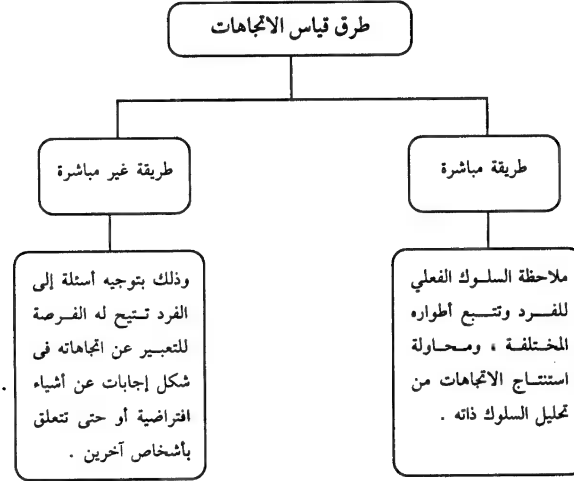 طرق قياس الاتجاهات
طريقة مباشرة
طريقة غير مباشرة
ملاحظة السلوك الفعلي
للفرد وتتبع أطواره
المختلفة ، ومحاولة
استنتاج الاتجاهات من
تحليل السلوك ذاته .
وذلك بتوجيه أسئلة إلى
الفرد تتيح له الفرصة
للتعبير عن اتجاهاته فى
شكل إجابات عن أشياء
افتراضية أو حتى تتعلق
بأشخاص آخرين .